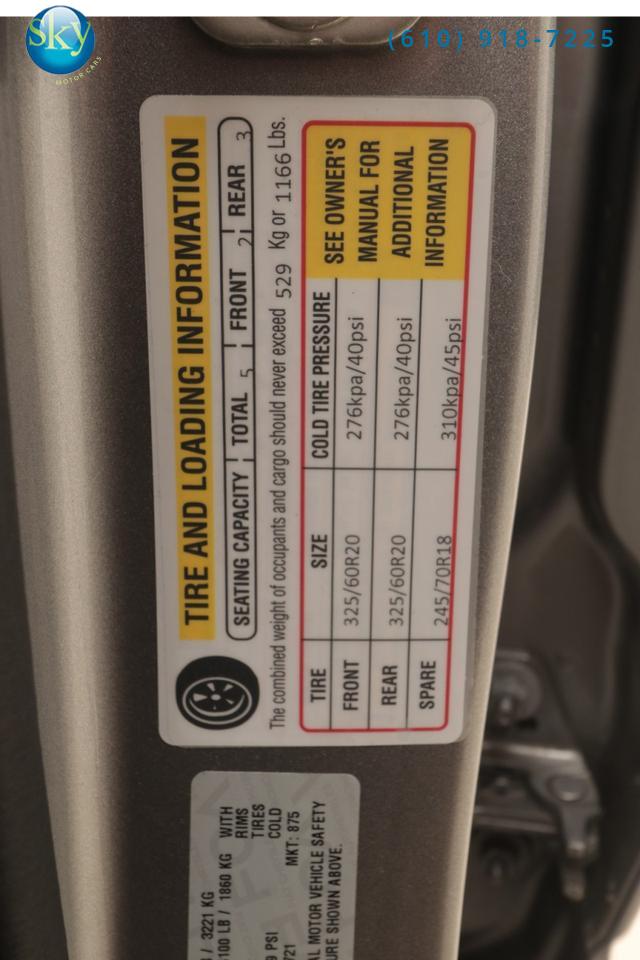 sky
MOTOR CARS
(610) 918-7225
TIRE AND LOADING INFORMATION
SEATING CAPACITY TOTAL 5 FRONT 2 REAR 3
The combined weight of occupants and cargo should never exceed 529 Kg or 1166 Lbs.
TIRE SIZE COLD TIRE PRESSURE
FRONT 325/60R20 276kpa/40psi
REAR 325/60R20 276kpa/40psi
SPARE 245/70R18 310kpa/45psi
SEE OWNER'S
MANUAL FOR
ADDITIONAL
INFORMATION
/ 3221 KG
100 LB / 1860 KG WITH
RIMS
TIRES
9 PSI COLD
721 MKT: 875
AL MOTOR VEHICLE SAFETY
URE SHOWN ABOVE.